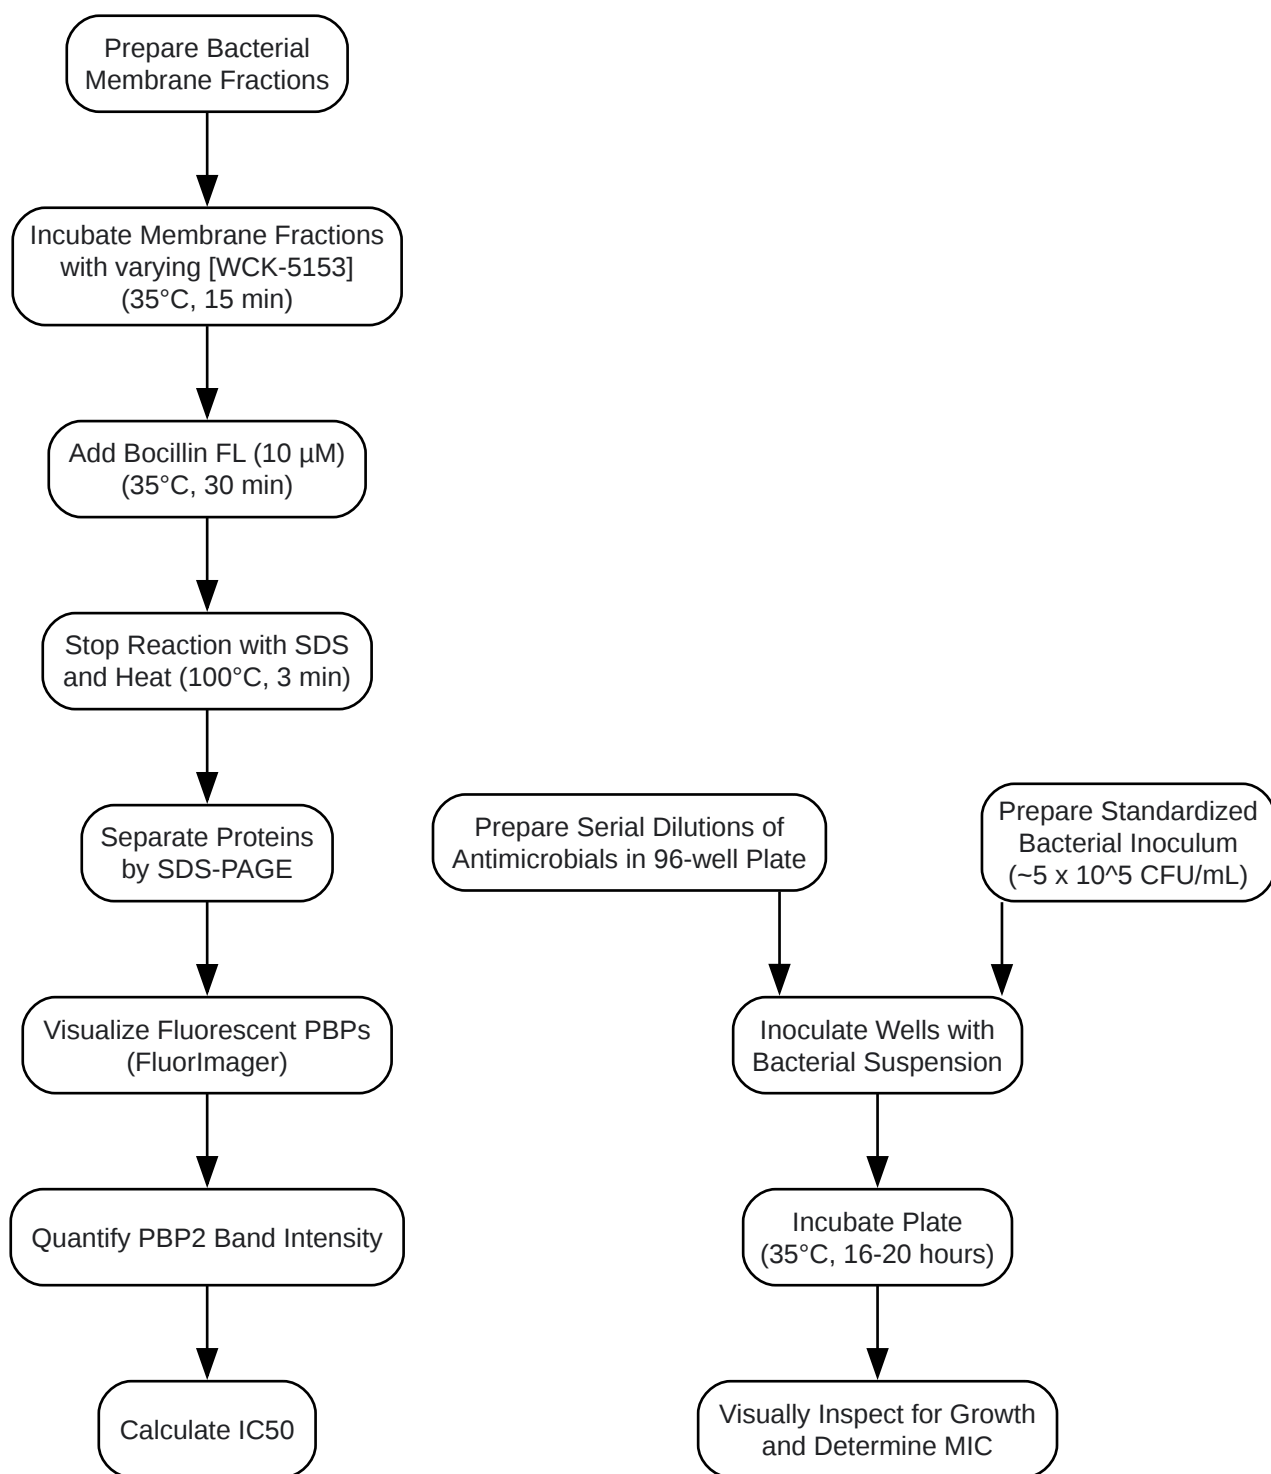 Prepare Bacterial
Membrane Fractions
Incubate Membrane Fractions
with varying [WCK-5153]
(35°C, 15 min)
Add Bocillin FL (10 µM)
(35°C, 30 min)
Stop Reaction with SDS
and Heat (100°C, 3 min)
Separate Proteins
by SDS-PAGE
Visualize Fluorescent PBPs
(FluorImager)
Quantify PBP2 Band Intensity
Calculate IC50
Prepare Serial Dilutions of
Antimicrobials in 96-well Plate
Prepare Standardized
Bacterial Inoculum
(~5 x 10^5 CFU/mL)
Inoculate Wells with
Bacterial Suspension
Incubate Plate
(35°C, 16-20 hours)
Visually Inspect for Growth
and Determine MIC